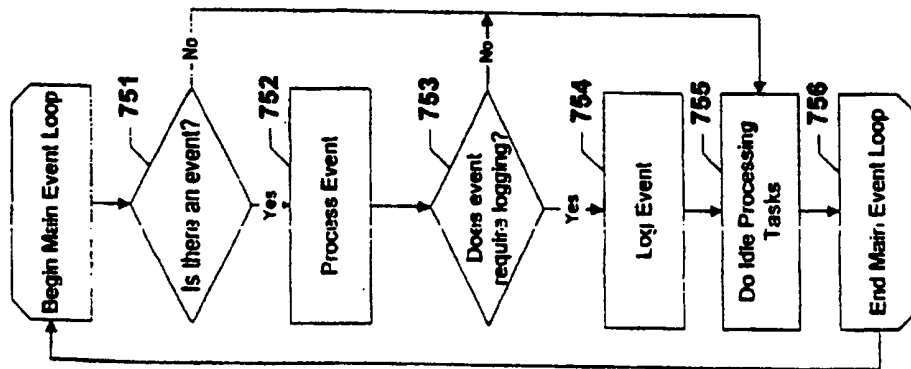 Begin Main Event Loop
751
Is there an event?
No
Yes
752
Process Event
753
Does event
require logging?
No
Yes
754
Log Event
755
Do Idle Processing
Tasks
756
End Main Event Loop